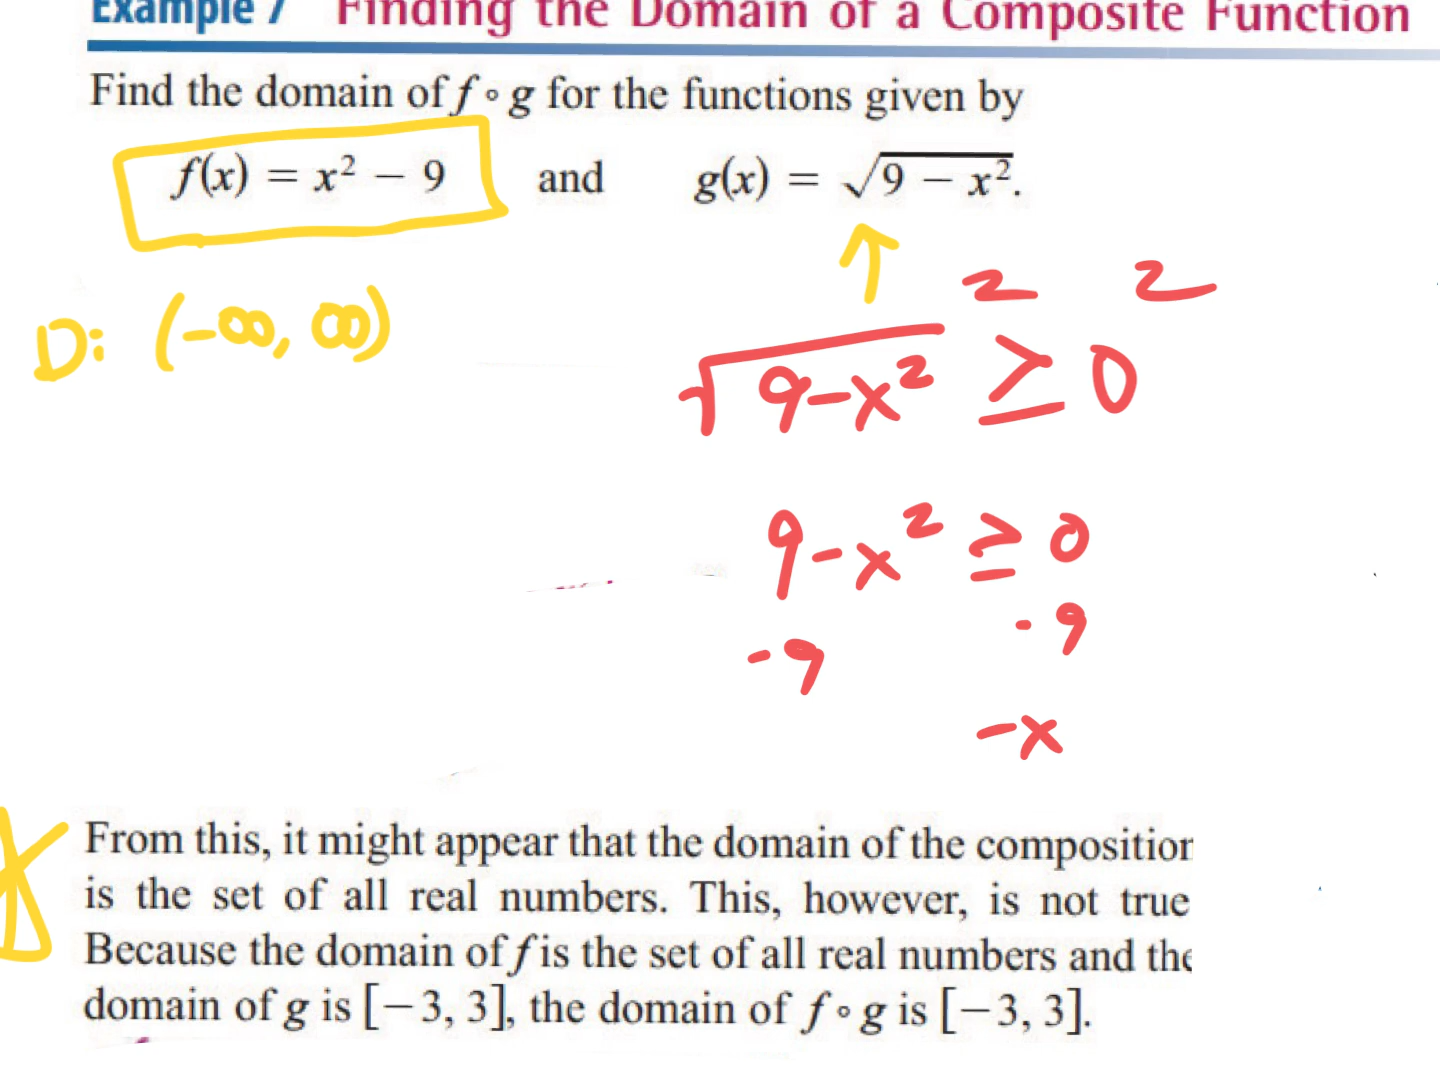 Example 7 Finding the Domain of a Composite Function
Find the domain of f ∘ g for the functions given by
f(x) = x² − 9 and g(x) = √(9 − x²).
D: (-∞, ∞)
2 2
√(9-x²) ≥ 0
9-x² ≥ 0
-9 -9
-x
From this, it might appear that the domain of the composition
is the set of all real numbers. This, however, is not true
Because the domain of f is the set of all real numbers and the
domain of g is [−3, 3], the domain of f ∘ g is [−3, 3].